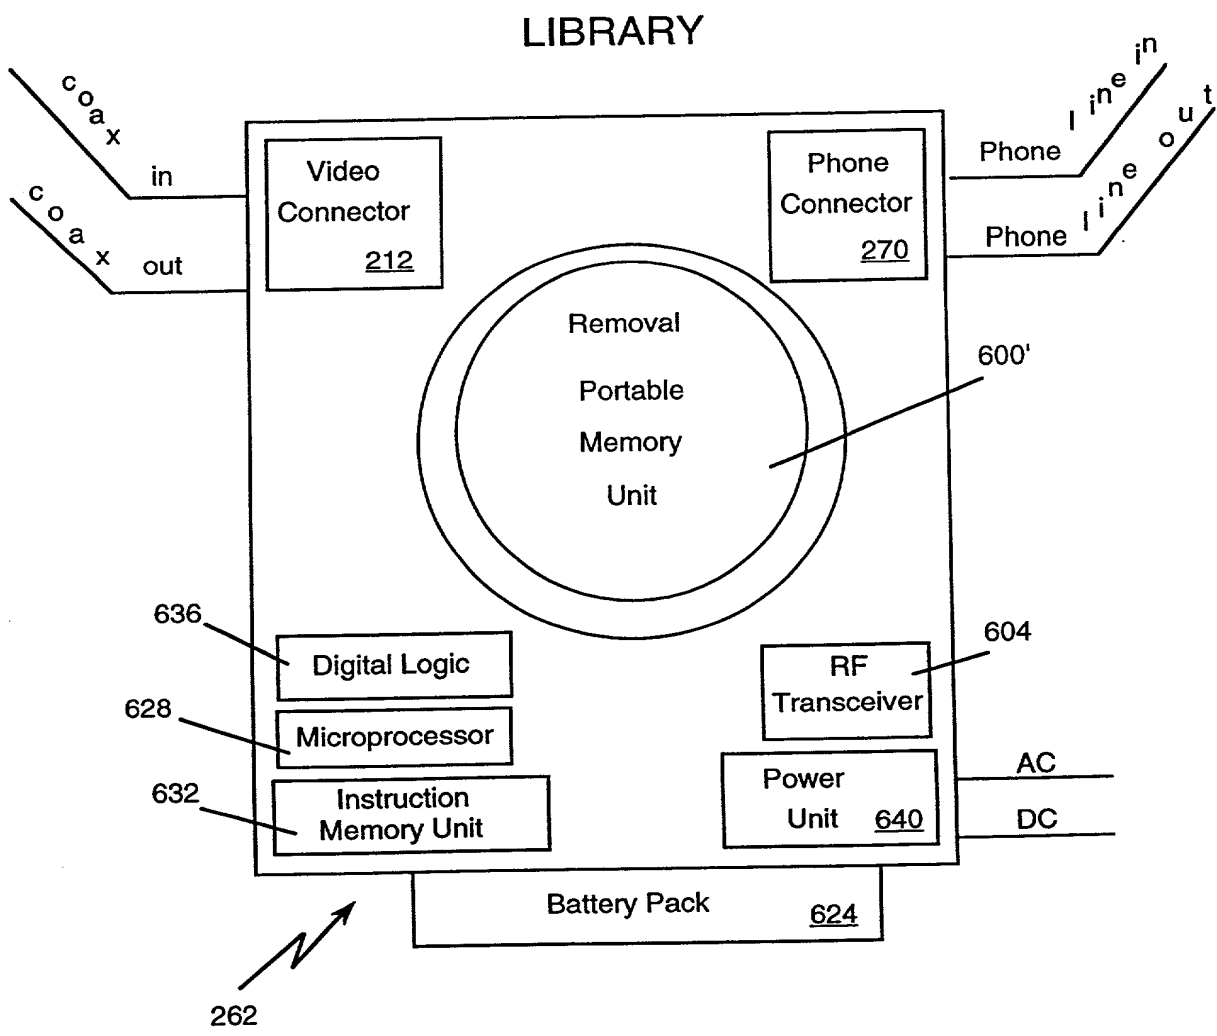 LIBRARY
coax in
coax out
Video
Connector
212
Phone
Connector
270
Phone line in
Phone line out
Removal
Portable
Memory
Unit
600'
636
Digital Logic
628
Microprocessor
632
Instruction
Memory Unit
604
RF
Transceiver
Power
Unit 640
AC
DC
Battery Pack 624
262